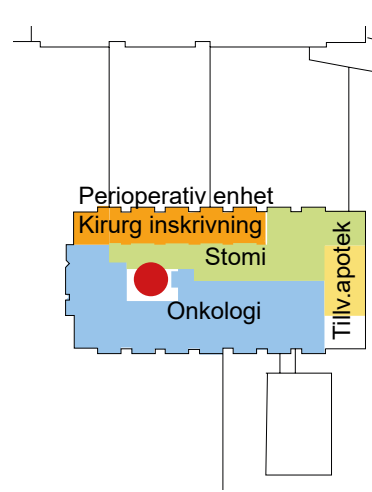 Perioperativ enhet
Kirurg inskrivning
Stomi
Onkologi
Tillv.apotek